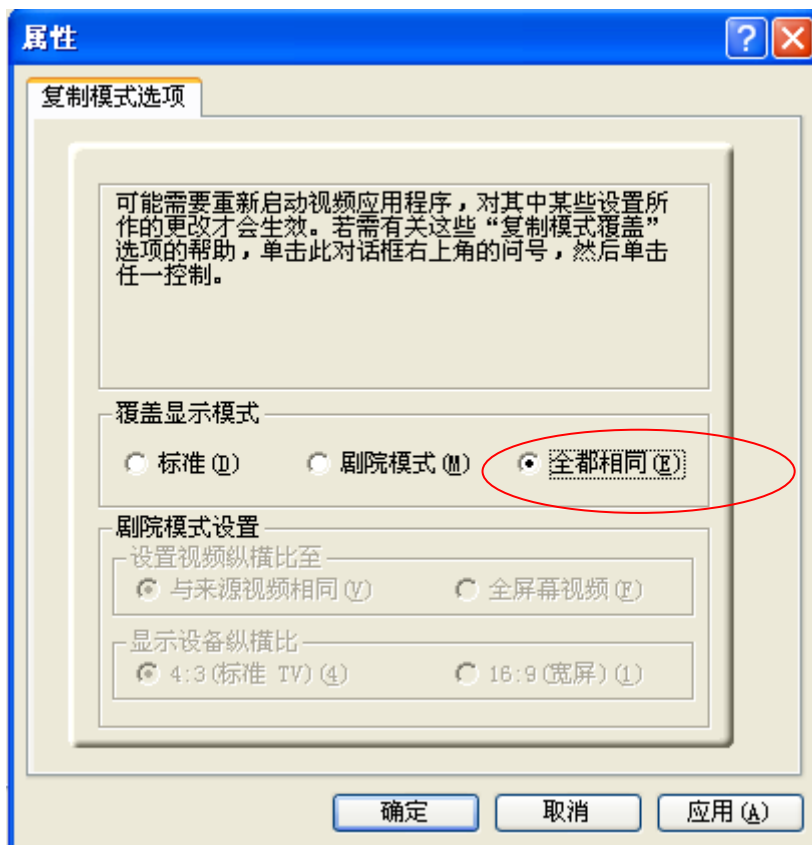 属性
复制模式选项
可能需要重新启动视频应用程序，对其中某些设置所
作的更改才会生效。若需有关这些“复制模式覆盖”
选项的帮助，单击此对话框右上角的问号，然后单击
任一控制。
覆盖显示模式
标准(D) 剧院模式(M) 全都相同(E)
剧院模式设置
设置视频纵横比至
与来源视频相同(V) 全屏幕视频(F)
显示设备纵横比
4:3(标准 TV)(4) 16:9(宽屏)(1)
确定 取消 应用(A)